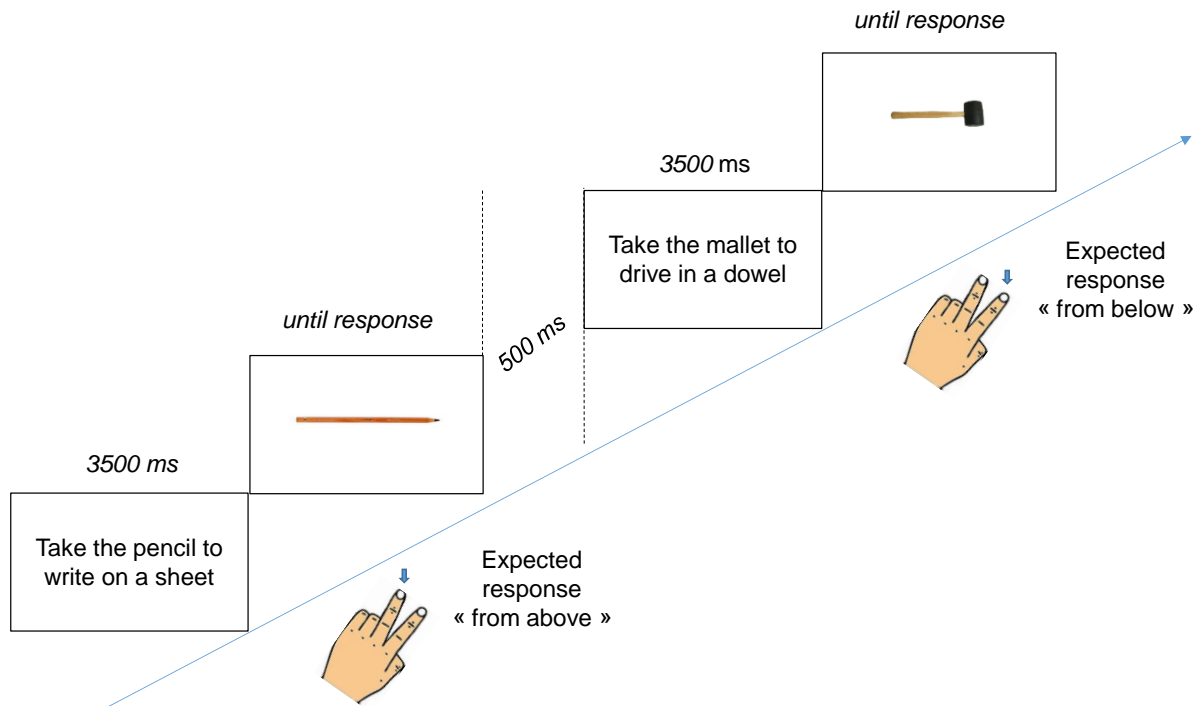 until response
3500 ms
Take the mallet to
drive in a dowel
Expected
response
« from below »
until response
500 ms
3500 ms
Take the pencil to
write on a sheet
Expected
response
« from above »